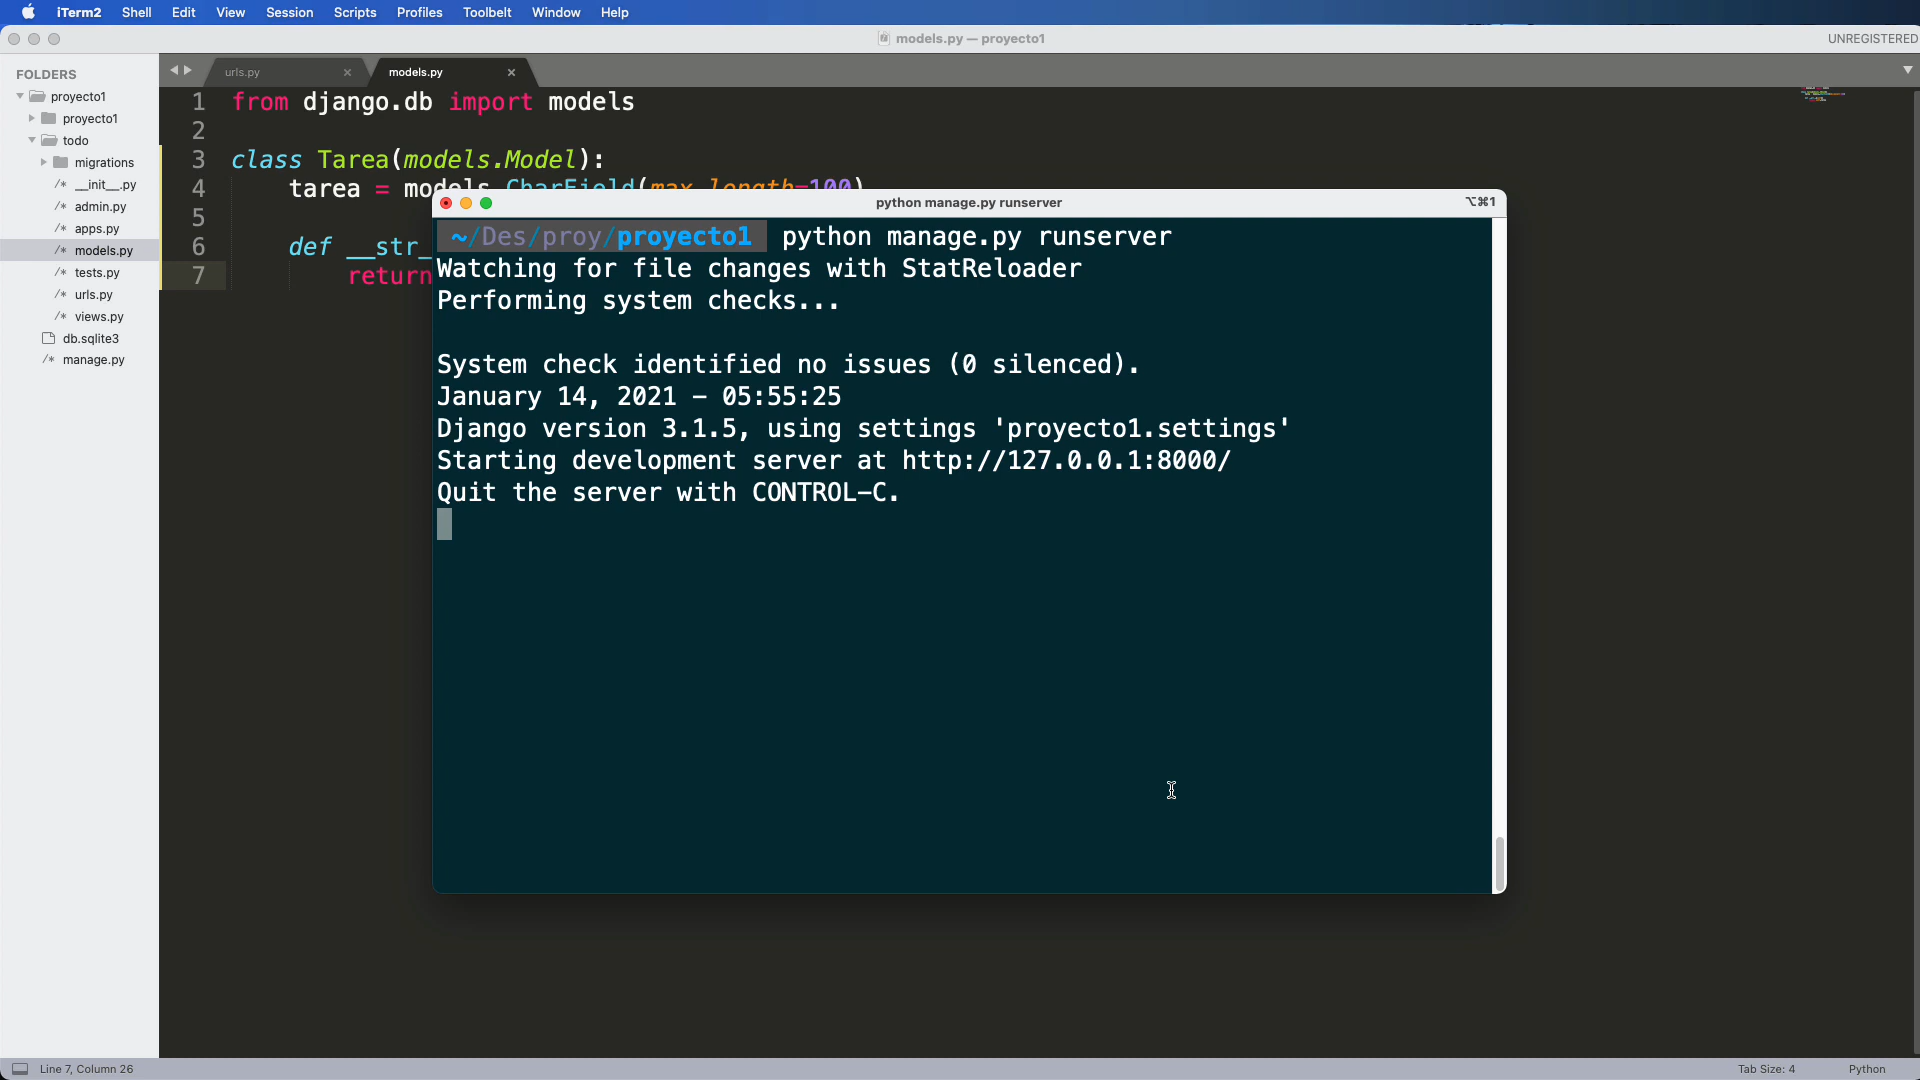 iTerm2 Shell Edit View Session Scripts Profiles Toolbelt Window Help
models.py — proyecto1
UNREGISTERED
FOLDERS
proyecto1
proyecto1
todo
migrations
/* __init__.py
/* admin.py
/* apps.py
/* models.py
/* tests.py
/* urls.py
/* views.py
db.sqlite3
/* manage.py
urls.py × models.py ×
1 from django.db import models
2
3 class Tarea(models.Model):
4 tarea = models.CharField(max_length=100)
5
6 def __str_
7 return
python manage.py runserver
⌥⌘1
~/Des/proy/proyecto1 python manage.py runserver
Watching for file changes with StatReloader
Performing system checks...
System check identified no issues (0 silenced).
January 14, 2021 - 05:55:25
Django version 3.1.5, using settings 'proyecto1.settings'
Starting development server at http://127.0.0.1:8000/
Quit the server with CONTROL-C.
Line 7, Column 26
Tab Size: 4
Python